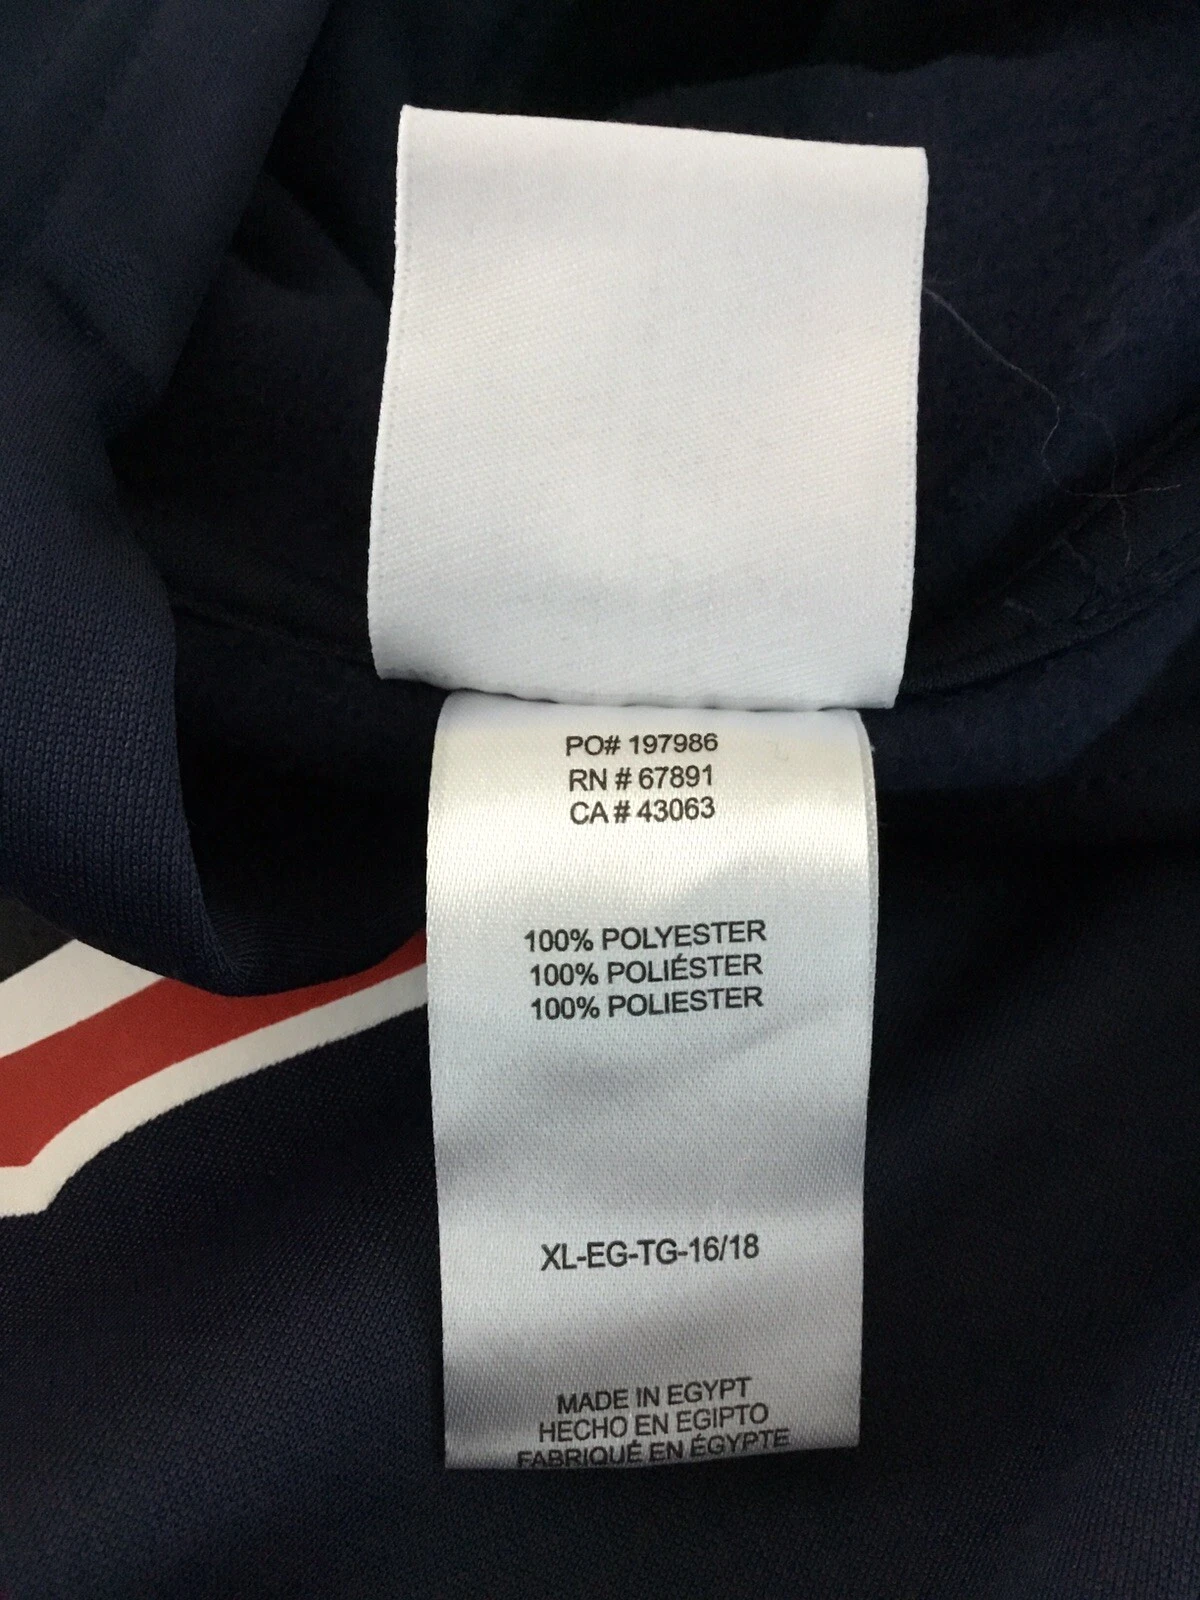 PO# 197986
RN # 67891
CA # 43063
100% POLYESTER
100% POLIÉSTER
100% POLIESTER
XL-EG-TG-16/18
MADE IN EGYPT
HECHO EN EGIPTO
FABRIQUÉ EN ÉGYPTE